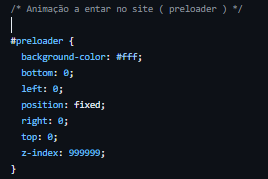 /* Animação a entar no site ( preloader ) */
#preloader {
background-color: #fff;
bottom: 0;
left: 0;
position: fixed;
right: 0;
top: 0;
z-index: 999999;
}